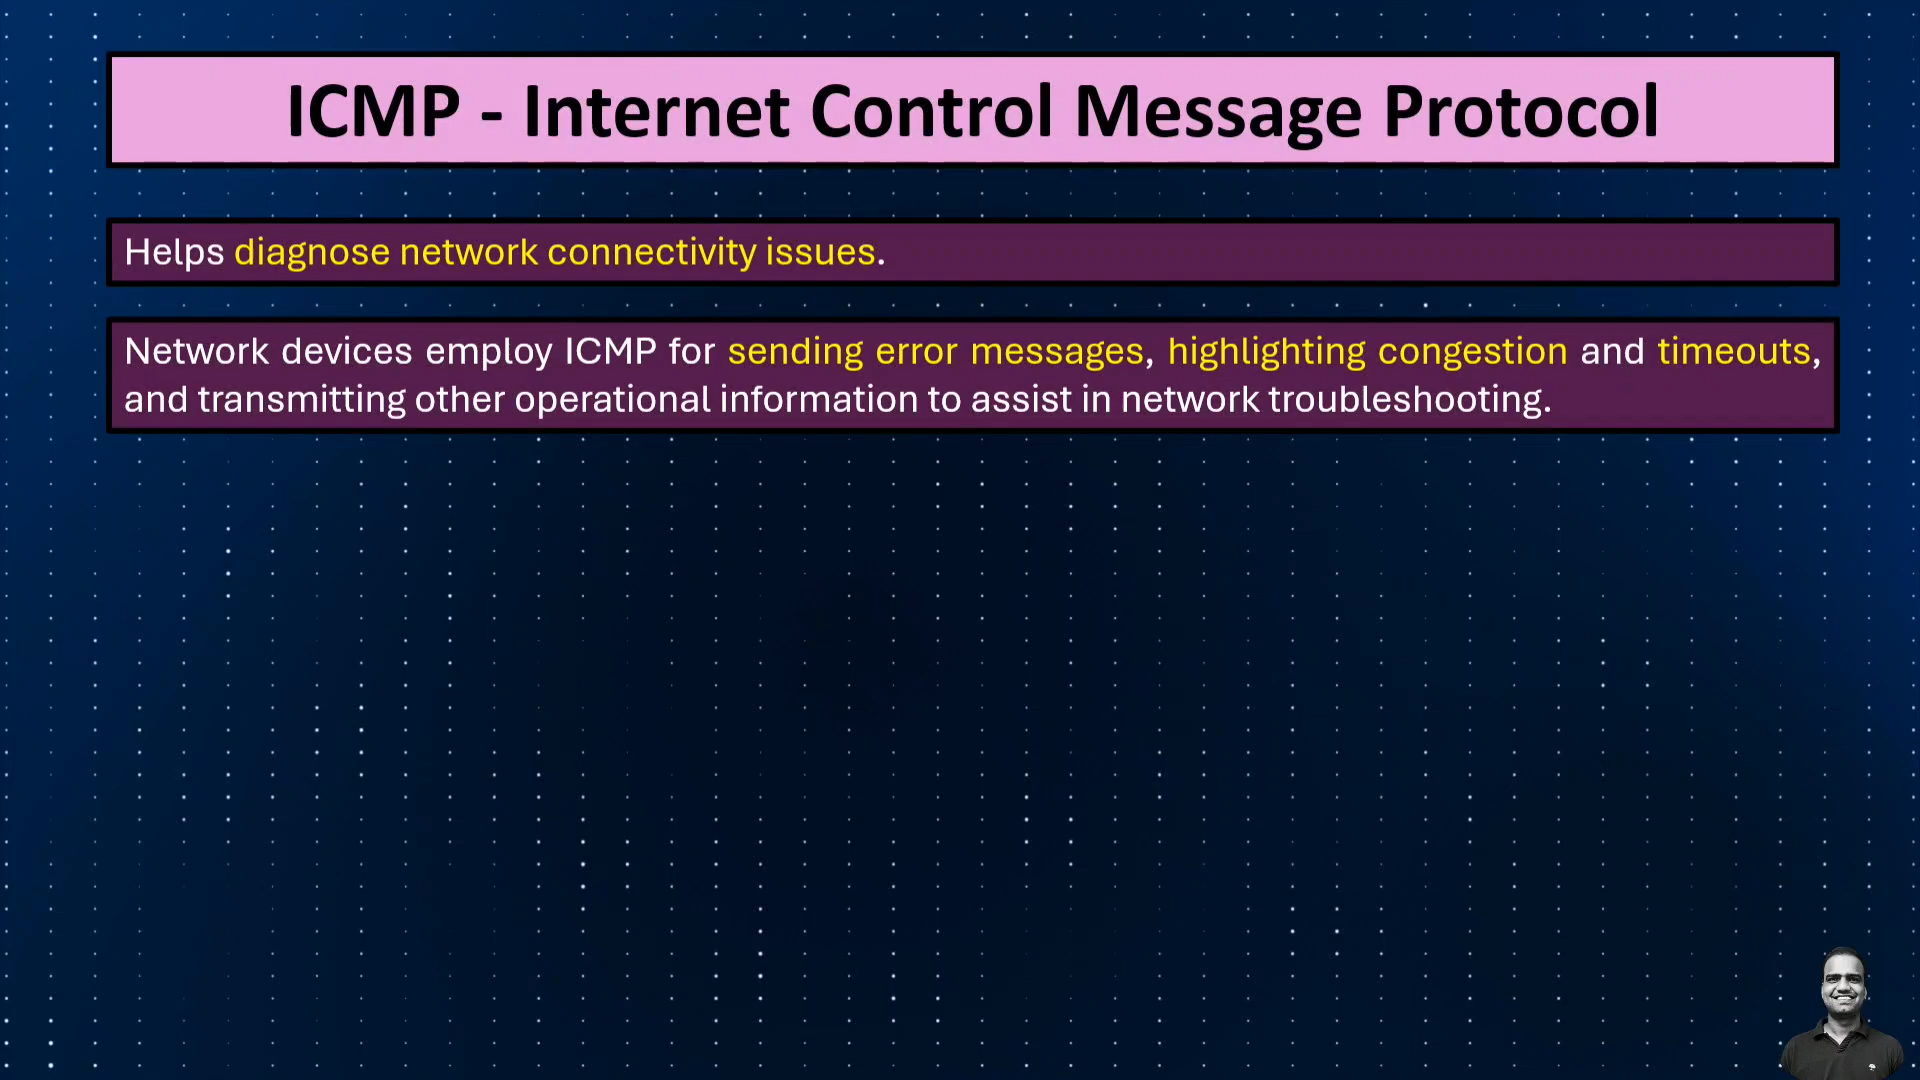 ICMP - Internet Control Message Protocol
Helps diagnose network connectivity issues.
Network devices employ ICMP for sending error messages, highlighting congestion and timeouts,
and transmitting other operational information to assist in network troubleshooting.